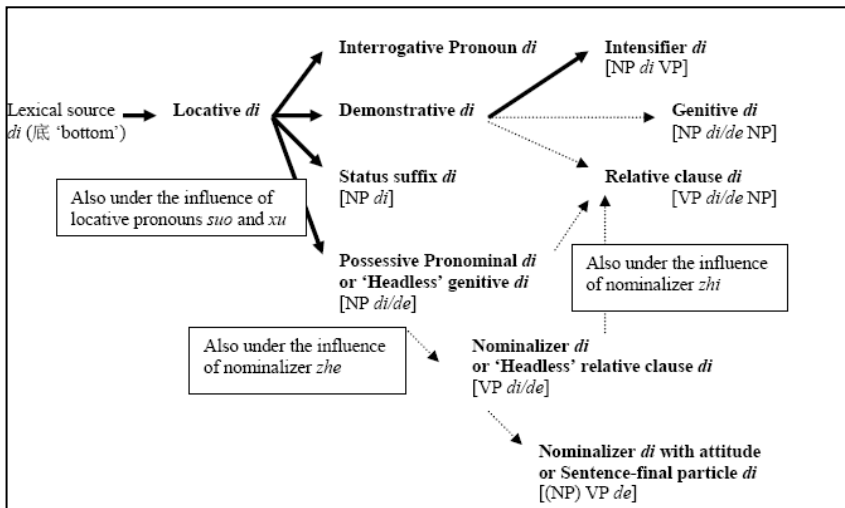 Interrogative Pronoun di
Intensifier di
[NP di VP]
Lexical source
di (底 ‘bottom’)
Locative di
Demonstrative di
Genitive di
[NP di/de NP]
Status suffix di
[NP di]
Relative clause di
[VP di/de NP]
Also under the influence of
locative pronouns suo and xu
Possessive Pronominal di
or ‘Headless’ genitive di
[NP di/de]
Also under the influence
of nominalizer zhi
Also under the influence
of nominalizer zhe
Nominalizer di
or ‘Headless’ relative clause di
[VP di/de]
Nominalizer di with attitude
or Sentence-final particle di
[(NP) VP de]